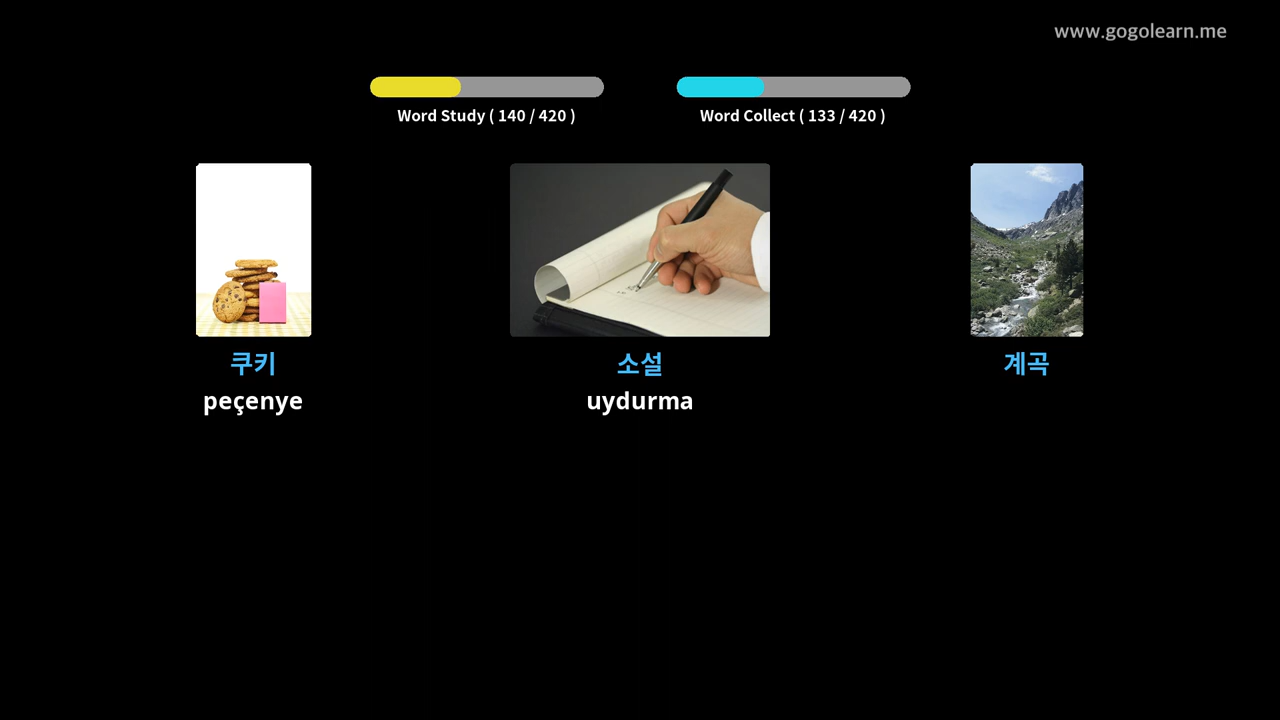 www.gogolearn.me
Word Study ( 140 / 420 )
Word Collect ( 133 / 420 )
쿠키
소설
계곡
peçenye
uydurma